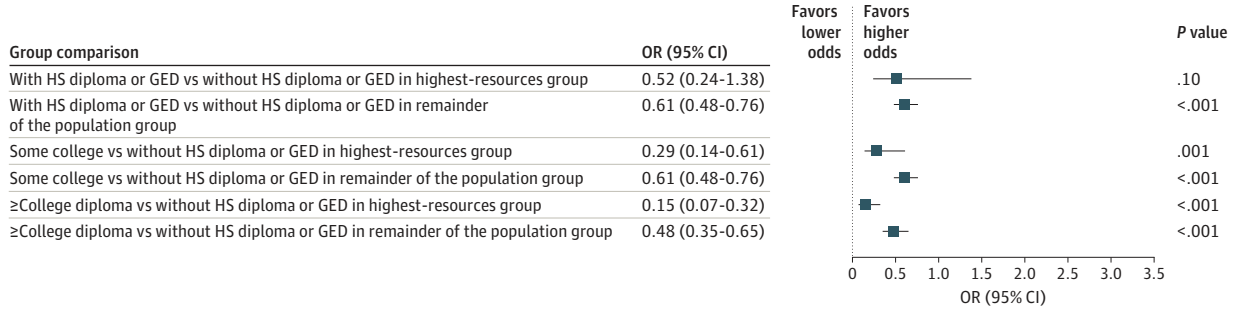 Favors lower odds
Favors higher odds
Group comparison OR (95% CI) P value
With HS diploma or GED vs without HS diploma or GED in highest-resources group 0.52 (0.24-1.38) .10
With HS diploma or GED vs without HS diploma or GED in remainder 0.61 (0.48-0.76) <.001
of the population group
Some college vs without HS diploma or GED in highest-resources group 0.29 (0.14-0.61) .001
Some college vs without HS diploma or GED in remainder of the population group 0.61 (0.48-0.76) <.001
≥College diploma vs without HS diploma or GED in highest-resources group 0.15 (0.07-0.32) <.001
≥College diploma vs without HS diploma or GED in remainder of the population group 0.48 (0.35-0.65) <.001
0 0.5 1.0 1.5 2.0 2.5 3.0 3.5
OR (95% CI)